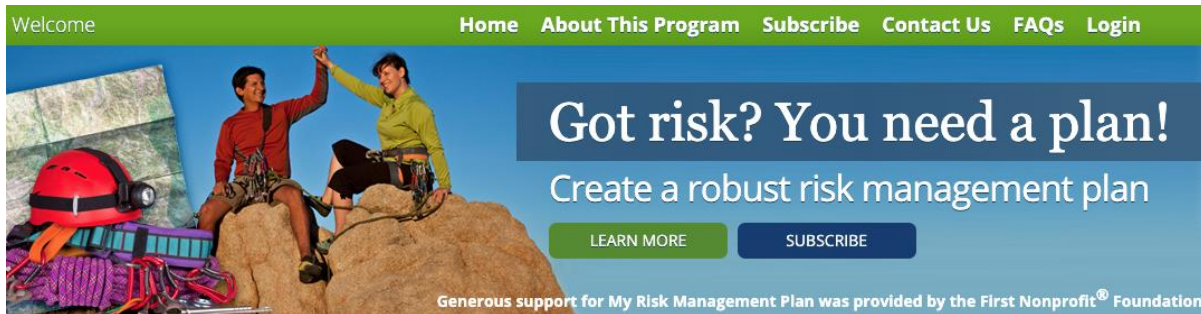 Welcome Home About This Program Subscribe Contact Us FAQs Login
Got risk? You need a plan!
Create a robust risk management plan
LEARN MORE SUBSCRIBE
Generous support for My Risk Management Plan was provided by the First Nonprofit® Foundation